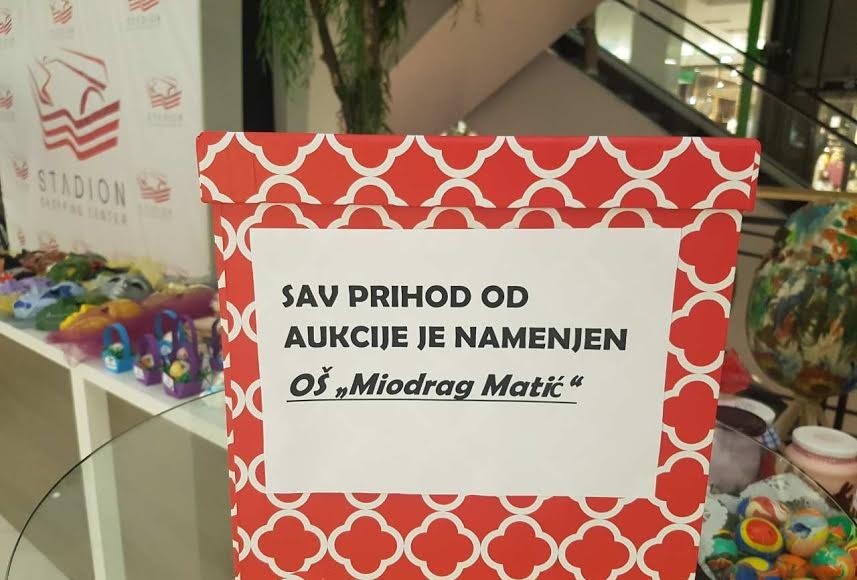 STADION
SHOPPING CENTER
SAV PRIHOD OD
AUKCIJE JE NAMENJEN
OŠ „Miodrag Matić“